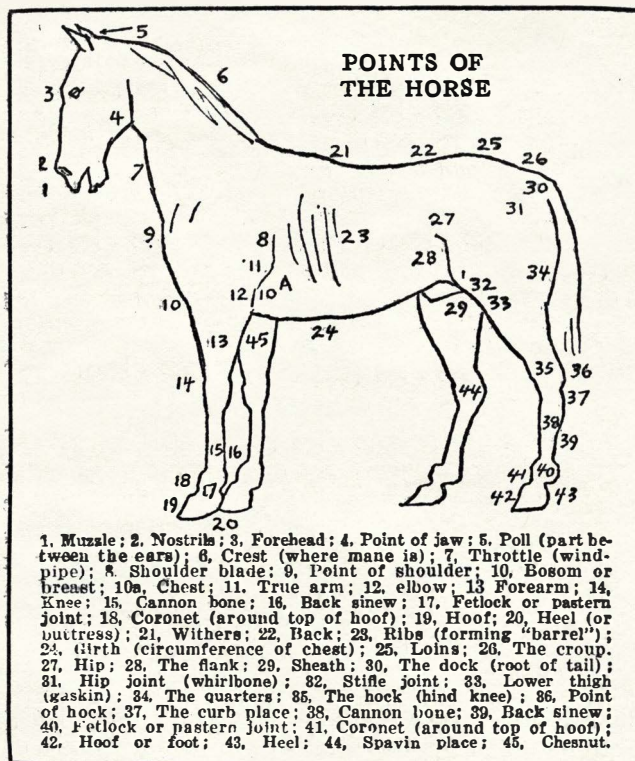 POINTS OF
THE HORSE
5
6
3
4
2
1
7
21
22
25
26
30
31
27
8
23
9
11
28
34
12
10 A
32
10
29
33
24
13
45
35
36
14
44
37
38
39
15
16
18
17
41
40
19
42
43
20
1, Muzzle; 2, Nostrils; 3, Forehead; 4, Point of jaw; 5, Poll (part be-
tween the ears); 6, Crest (where mane is); 7, Throttle (wind-
pipe); 8. Shoulder blade; 9, Point of shoulder; 10, Bosom or
breast; 10a, Chest; 11. True arm; 12, elbow; 13 Forearm; 14,
Knee; 15, Cannon bone; 16, Back sinew; 17, Fetlock or pastern
joint; 18, Coronet (around top of hoof); 19, Hoof; 20, Heel (or
buttress); 21, Withers; 22, Back; 23, Ribs (forming "barrel");
24, Girth (circumference of chest); 25, Loins; 26, The croup.
27, Hip; 28, The flank; 29, Sheath; 30, The dock (root of tail);
31, Hip joint (whirlbone); 32, Stifle joint; 33, Lower thigh
(gaskin); 34, The quarters; 35, The hock (hind knee); 36, Point
of hock; 37, The curb place; 38, Cannon bone; 39, Back sinew;
40, Fetlock or pastern joint; 41, Coronet (around top of hoof);
42, Hoof or foot; 43, Heel; 44, Spavin place; 45, Chesnut.